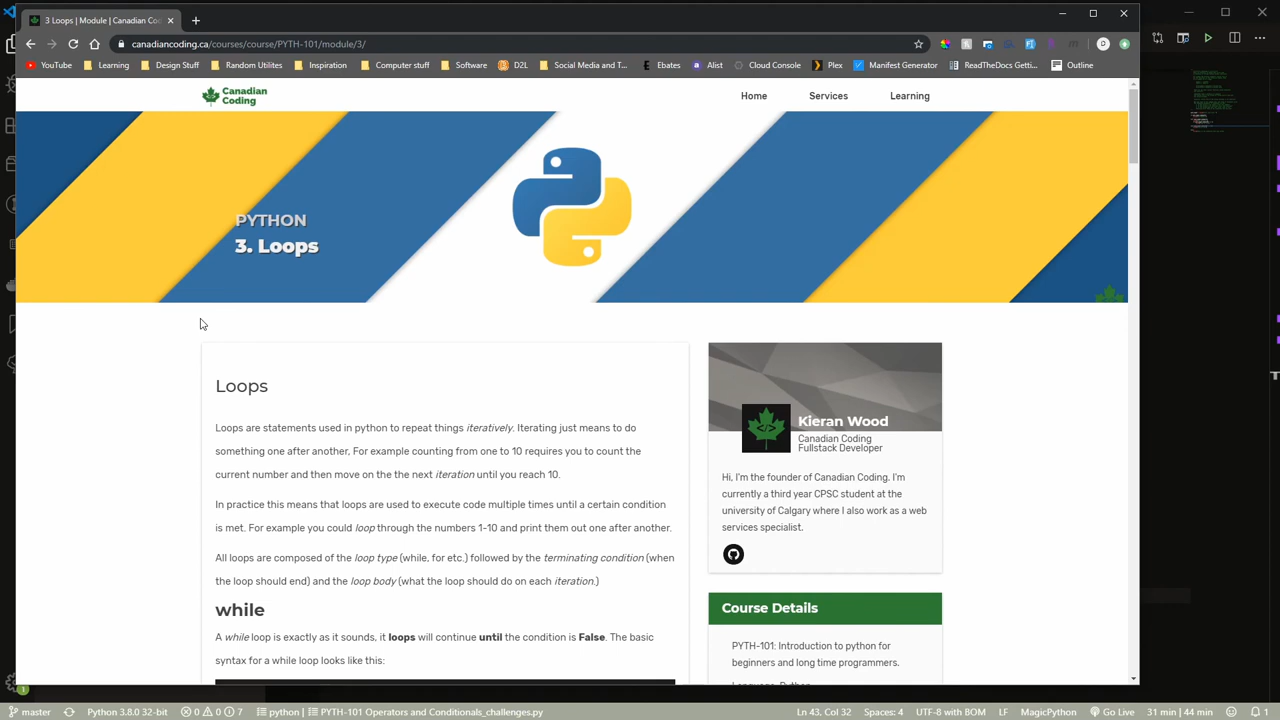 3 Loops | Module | Canadian Co
canadiancoding.ca/courses/course/PYTH-101/module/3/
YouTube Learning Design Stuff Random Utilites Inspiration Computer stuff Software D2L Social Media and T... Ebates Alist Cloud Console Plex Manifest Generator ReadTheDocs Getti... Outline
Canadian
Coding
Home Services Learning
PYTHON
3. Loops
Loops
Loops are statements used in python to repeat things iteratively. Iterating just means to do
something one after another, For example counting from one to 10 requires you to count the
current number and then move on the the next iteration until you reach 10.
In practice this means that loops are used to execute code multiple times until a certain condition
is met. For example you could loop through the numbers 1-10 and print them out one after another.
All loops are composed of the loop type (while, for etc.) followed by the terminating condition (when
the loop should end) and the loop body (what the loop should do on each iteration.)
while
A while loop is exactly as it sounds, it loops will continue until the condition is False. The basic
syntax for a while loop looks like this:
Kieran Wood
Canadian Coding
Fullstack Developer
Hi, I'm the founder of Canadian Coding. I'm
currently a third year CPSC student at the
university of Calgary where I also work as a web
services specialist.
Course Details
PYTH-101: Introduction to python for
beginners and long time programmers.
Language: Python
master Python 3.8.0 32-bit 0 0 7 python | PYTH-101 Operators and Conditionals_challenges.py Ln 43, Col 32 Spaces: 4 UTF-8 with BOM LF MagicPython Go Live 31 min | 44 min 1
1